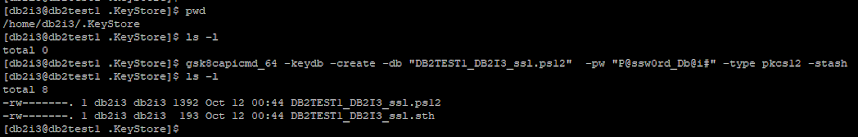 [db2i3@db2test1 .KeyStore]$ pwd
/home/db2i3/.KeyStore
[db2i3@db2test1 .KeyStore]$ ls -l
total 0
[db2i3@db2test1 .KeyStore]$ gsk8capicmd_64 -keydb -create -db "DB2TEST1_DB2I3_ssl.ps12"  -pw "P@ssw0rd_Db@i#" -type pkcs12 -stash
[db2i3@db2test1 .KeyStore]$ ls -l
total 8
-rw-------. 1 db2i3 db2i3 1392 Oct 12 00:44 DB2TEST1_DB2I3_ssl.ps12
-rw-------. 1 db2i3 db2i3  193 Oct 12 00:44 DB2TEST1_DB2I3_ssl.sth
[db2i3@db2test1 .KeyStore]$